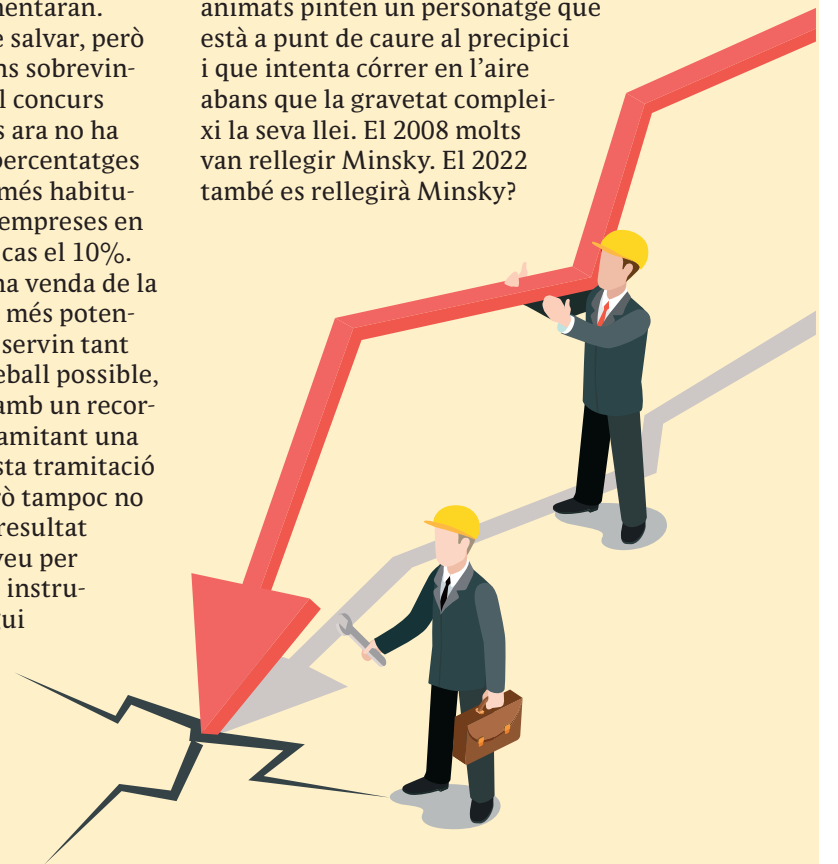 mentaran.
e salvar, però
ns sobrevin-
l concurs
s ara no ha
percentatges
més habitu-
empreses en
cas el 10%.
na venda de la
més poten-
servin tant
eball possible,
amb un recor-
amitant una
sta tramitació
rò tampoc no
resultat
veu per
instru-
gui
animats pinten un personatge que
està a punt de caure al precipici
i que intenta córrer en l’aire
abans que la gravetat complei-
xi la seva llei. El 2008 molts
van rellegir Minsky. El 2022
també es rellegirà Minsky?